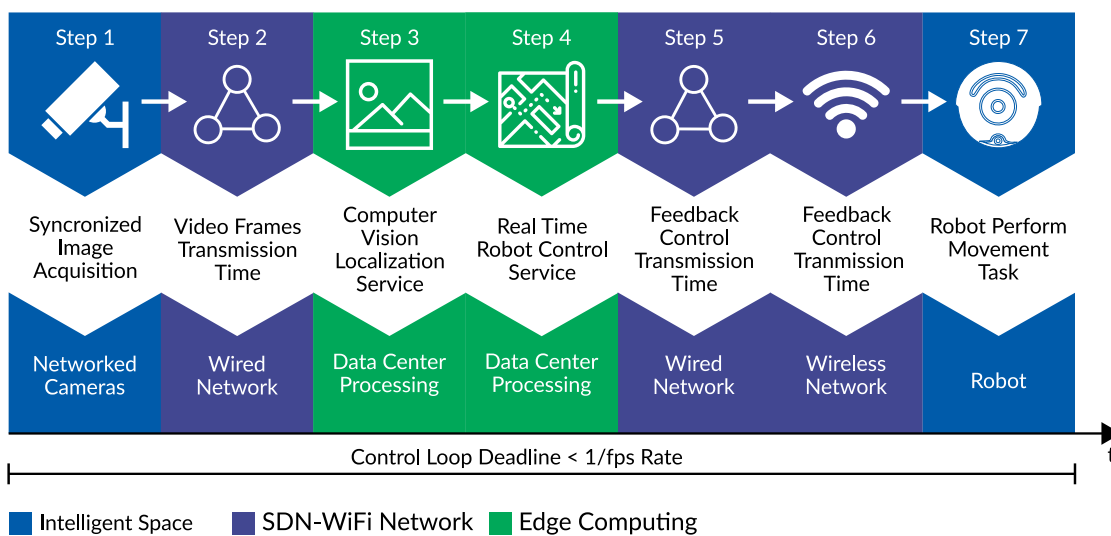 Step 1
Step 2
Step 3
Step 4
Step 5
Step 6
Step 7
Syncronized
Image
Acquisition
Video Frames
Transmission
Time
Computer
Vision
Localization
Service
Real Time
Robot Control
Service
Feedback
Control
Transmission
Time
Feedback
Control
Tranmission
Time
Robot Perform
Movement
Task
Networked
Cameras
Wired
Network
Data Center
Processing
Data Center
Processing
Wired
Network
Wireless
Network
Robot
t
Control Loop Deadline < 1/fps Rate
Intelligent Space
SDN-WiFi Network
Edge Computing